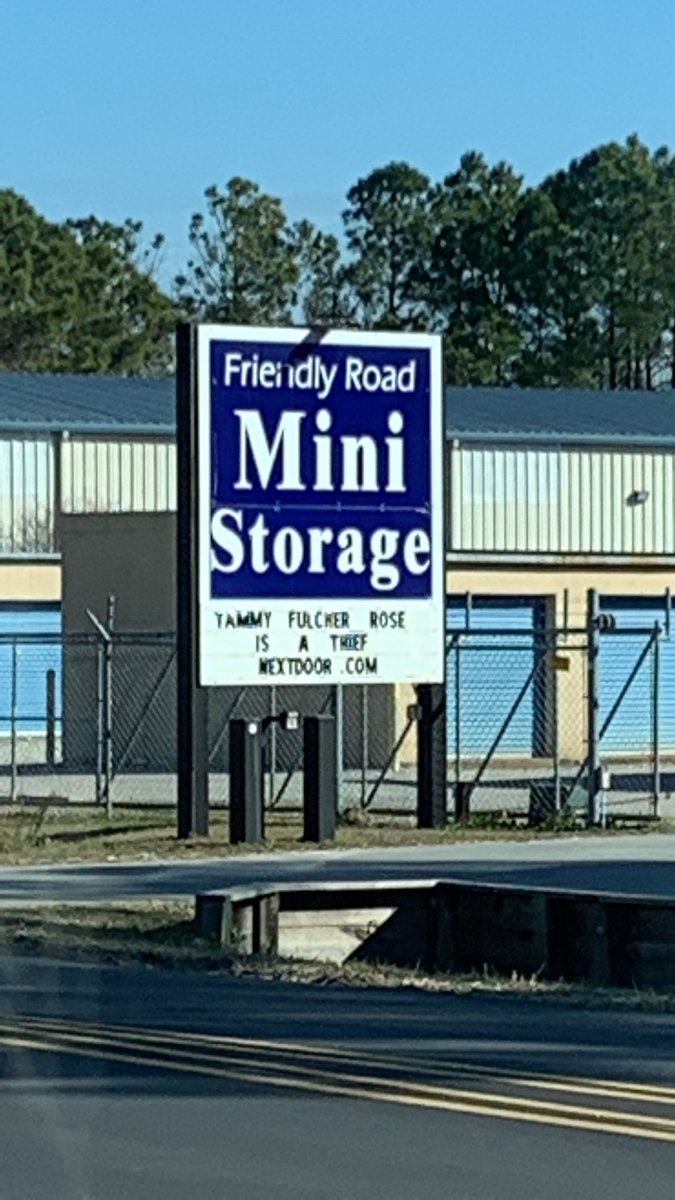 Friendly Road
Mini
Storage
TAMMY FULCHER ROSE
IS A THIEF
NEXTDOOR .COM